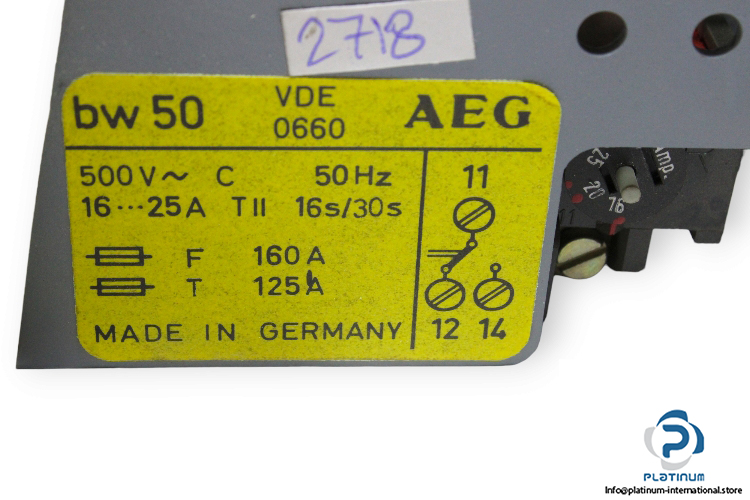 2718
bw 50 VDE 0660 AEG
500 V ~ C 50 Hz
16 ··· 25 A T II 16s/30s
F 160 A
T 125 A
MADE IN GERMANY
11
12 14
Amp.
25
20
16
PLATINUM
Info@platinum-international.store